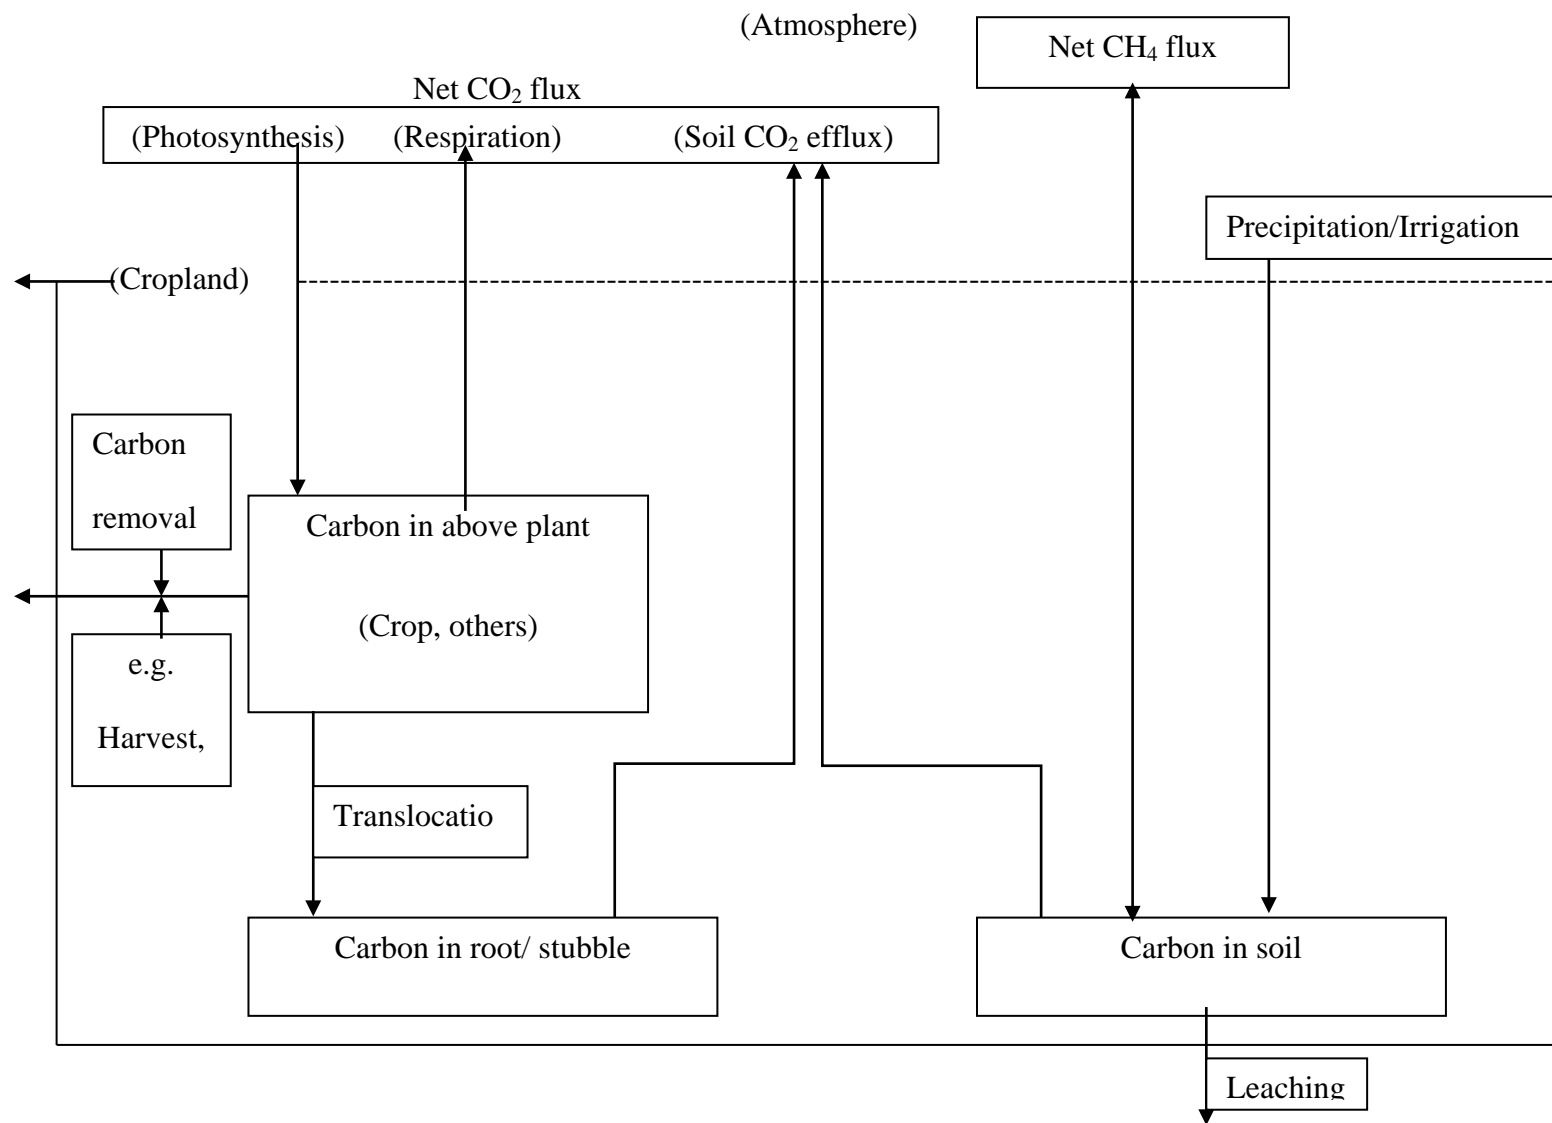 (Atmosphere)
Net CH₄ flux
Net CO₂ flux
(Photosynthesis) (Respiration) (Soil CO₂ efflux)
Precipitation/Irrigation
(Cropland)
Carbon
removal
Carbon in above plant
(Crop, others)
e.g.
Harvest,
Translocatio
Carbon in root/ stubble
Carbon in soil
Leaching